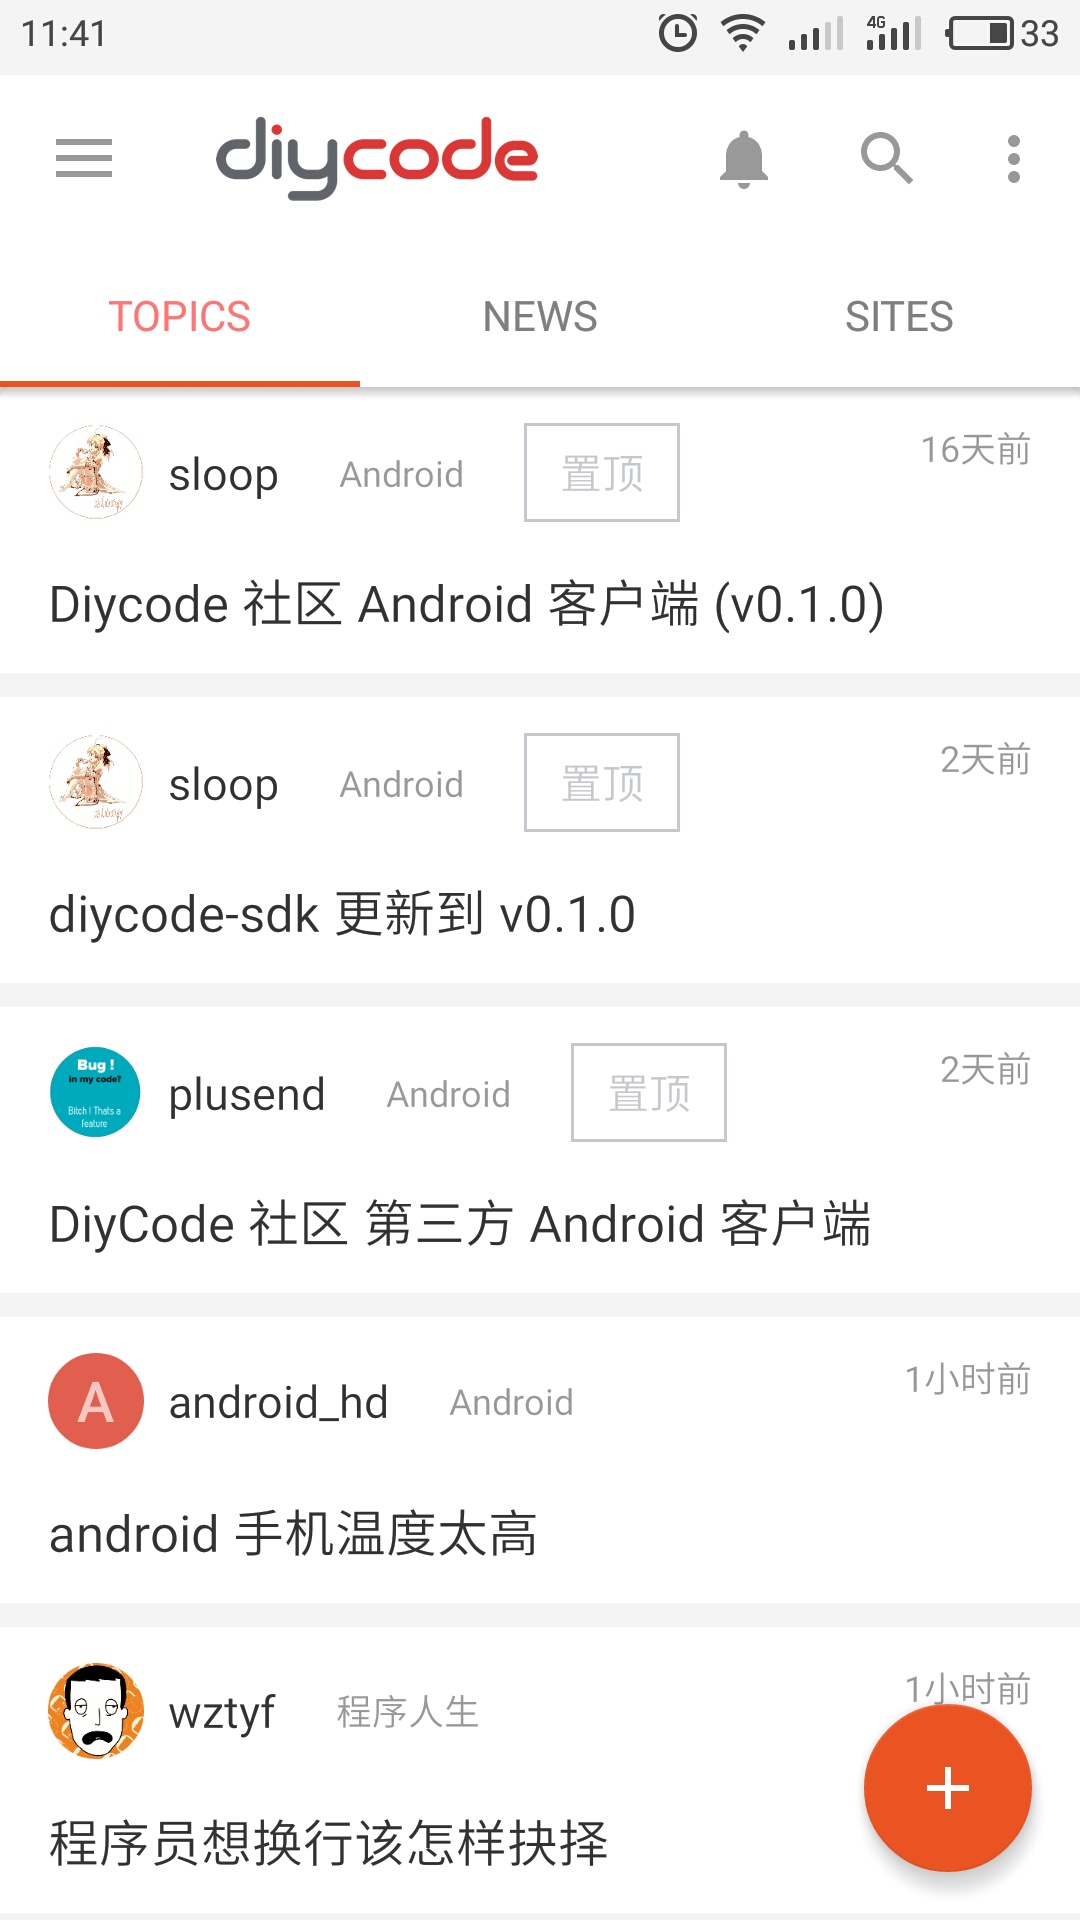 11:41
4G
33
diycode
TOPICS NEWS SITES
sloop Android 置顶 16天前
Diycode 社区 Android 客户端 (v0.1.0)
sloop Android 置顶 2天前
diycode-sdk 更新到 v0.1.0
Bug !
in my code?
Bitch ! Thats a
feature
plusend Android 置顶 2天前
DiyCode 社区 第三方 Android 客户端
A
android_hd Android 1小时前
android 手机温度太高
wztyf 程序人生 1小时前
程序员想换行该怎样抉择